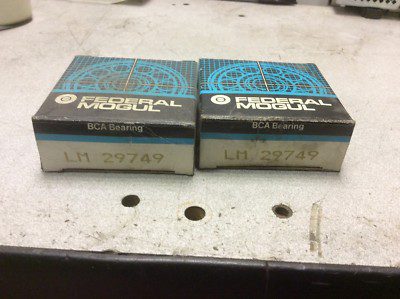 FEDERAL
MOGUL
BCA Bearing
LM 29749
FEDERAL
MOGUL
BCA Bearing
LM 29749